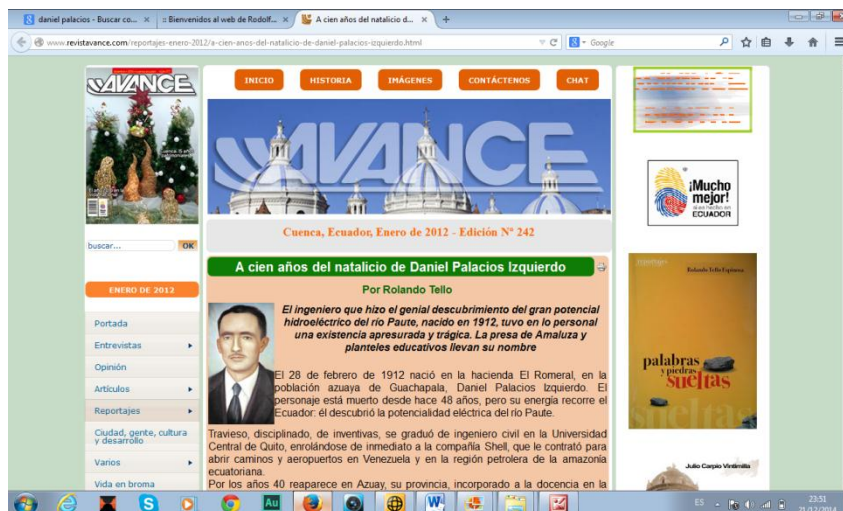 daniel palacios - Buscar co...
:: Bienvenidos al web de Rodolf...
A cien años del natalicio d...
www.revistavance.com/reportajes-enero-2012/a-cien-anos-del-natalicio-de-daniel-palacios-izquierdo.html
Google
AVANCE
buscar...
OK
ENERO DE 2012
Portada
Entrevistas
Opinión
Artículos
Reportajes
Ciudad, gente, cultura
y desarrollo
Varios
Vida en broma
INICIO
HISTORIA
IMÁGENES
CONTÁCTENOS
CHAT
AVANCE
Cuenca, Ecuador, Enero de 2012 - Edición Nº 242
A cien años del natalicio de Daniel Palacios Izquierdo
Por Rolando Tello
El ingeniero que hizo el genial descubrimiento del gran potencial
hidroeléctrico del río Paute, nacido en 1912, tuvo en lo personal
una existencia apresurada y trágica. La presa de Amaluza y
planteles educativos llevan su nombre
El 28 de febrero de 1912 nació en la hacienda El Romeral, en la
población azuaya de Guachapala, Daniel Palacios Izquierdo. El
personaje está muerto desde hace 48 años, pero su energía recorre el
Ecuador: él descubrió la potencialidad eléctrica del río Paute.
Travieso, disciplinado, de inventivas, se graduó de ingeniero civil en la Universidad
Central de Quito, enrolándose de inmediato a la compañía Shell, que le contrató para
abrir caminos y aeropuertos en Venezuela y en la región petrolera de la amazonía
ecuatoriana.
Por los años 40 reaparece en Azuay, su provincia, incorporado a la docencia en la
¡Mucho
mejor!
ECUADOR
Rolando Tello Espinoza
palabras
y piedras
sueltas
Julio Carpio Vintimilla
ES
23:51
21/12/2014